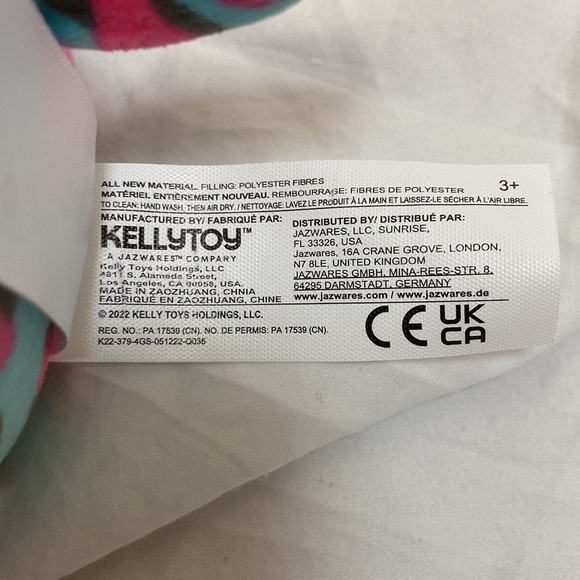 ALL NEW MATERIAL. FILLING: POLYESTER FIBRES
MATÉRIEL ENTIÈREMENT NOUVEAU. REMBOURRAGE: FIBRES DE POLYESTER
3+
TO CLEAN: HAND WASH, THEN AIR DRY. / NETTOYAGE: LAVEZ LE PRODUIT À LA MAIN ET LAISSEZ-LE SÉCHER À L'AIR LIBRE.
MANUFACTURED BY/ FABRIQUÉ PAR:
KELLYTOY™
A JAZWARES™ COMPANY
Kelly Toys Holdings, LLC
4811 S. Alameda Street,
Los Angeles, CA 90058, USA.
MADE IN ZAOZHUANG, CHNIA
FABRIQUÉ EN ZAOZHUANG, CHINE
© 2022 KELLY TOYS HOLDINGS, LLC.
REG. NO.: PA 17539 (CN). NO. DE PERMIS: PA 17539 (CN).
K22-379-4GS-051222-Q036
DISTRIBUTED BY/ DISTRIBUÉ PAR:
JAZWARES, LLC, SUNRISE,
FL 33326, USA
Jazwares, 16A CRANE GROVE, LONDON,
N7 8LE, UNITED KINGDOM
JAZWARES GMBH, MINA-REES-STR. 8,
64295 DARMSTADT, GERMANY
www.jazwares.com / www.jazwares.de
CE
UK
CA